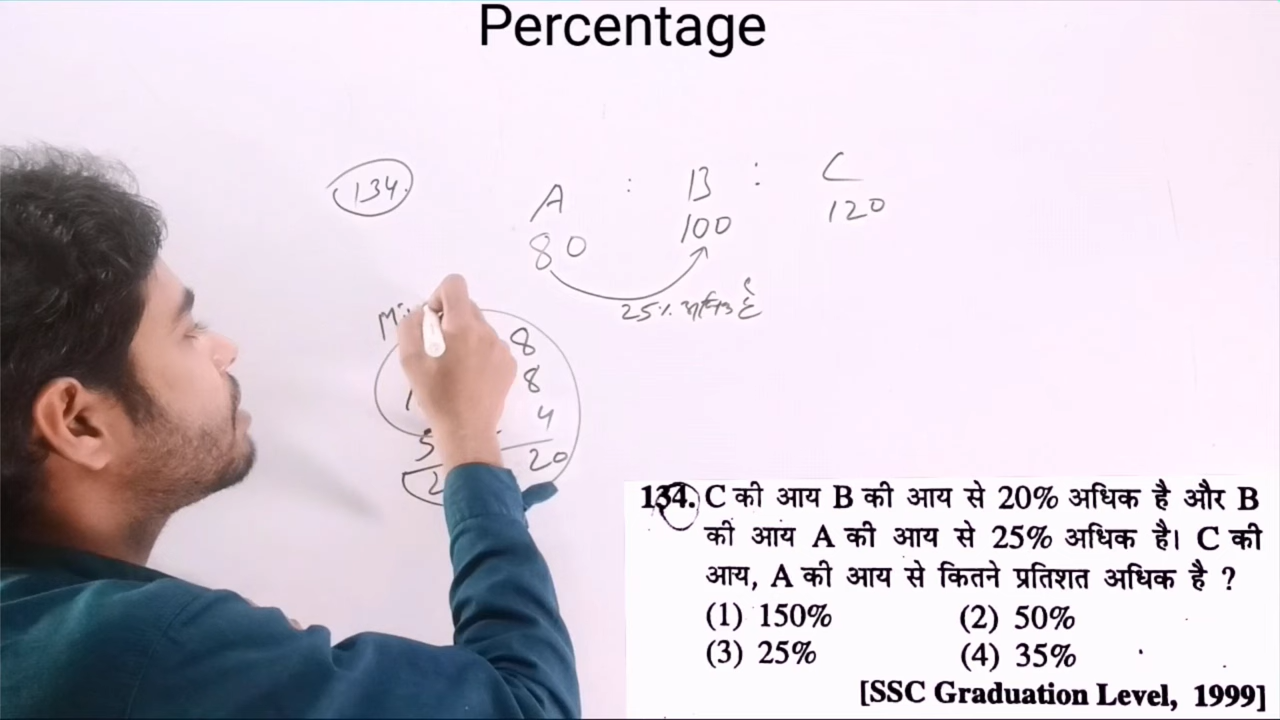 Percentage
134.
A : B : C
80 100 120
25% अधिक है
8
8
5 4
2 20
134. C की आय B की आय से 20% अधिक है और B
की आय A की आय से 25% अधिक है। C की
आय, A की आय से कितने प्रतिशत अधिक है ?
(1) 150% (2) 50%
(3) 25% (4) 35%
[SSC Graduation Level, 1999]